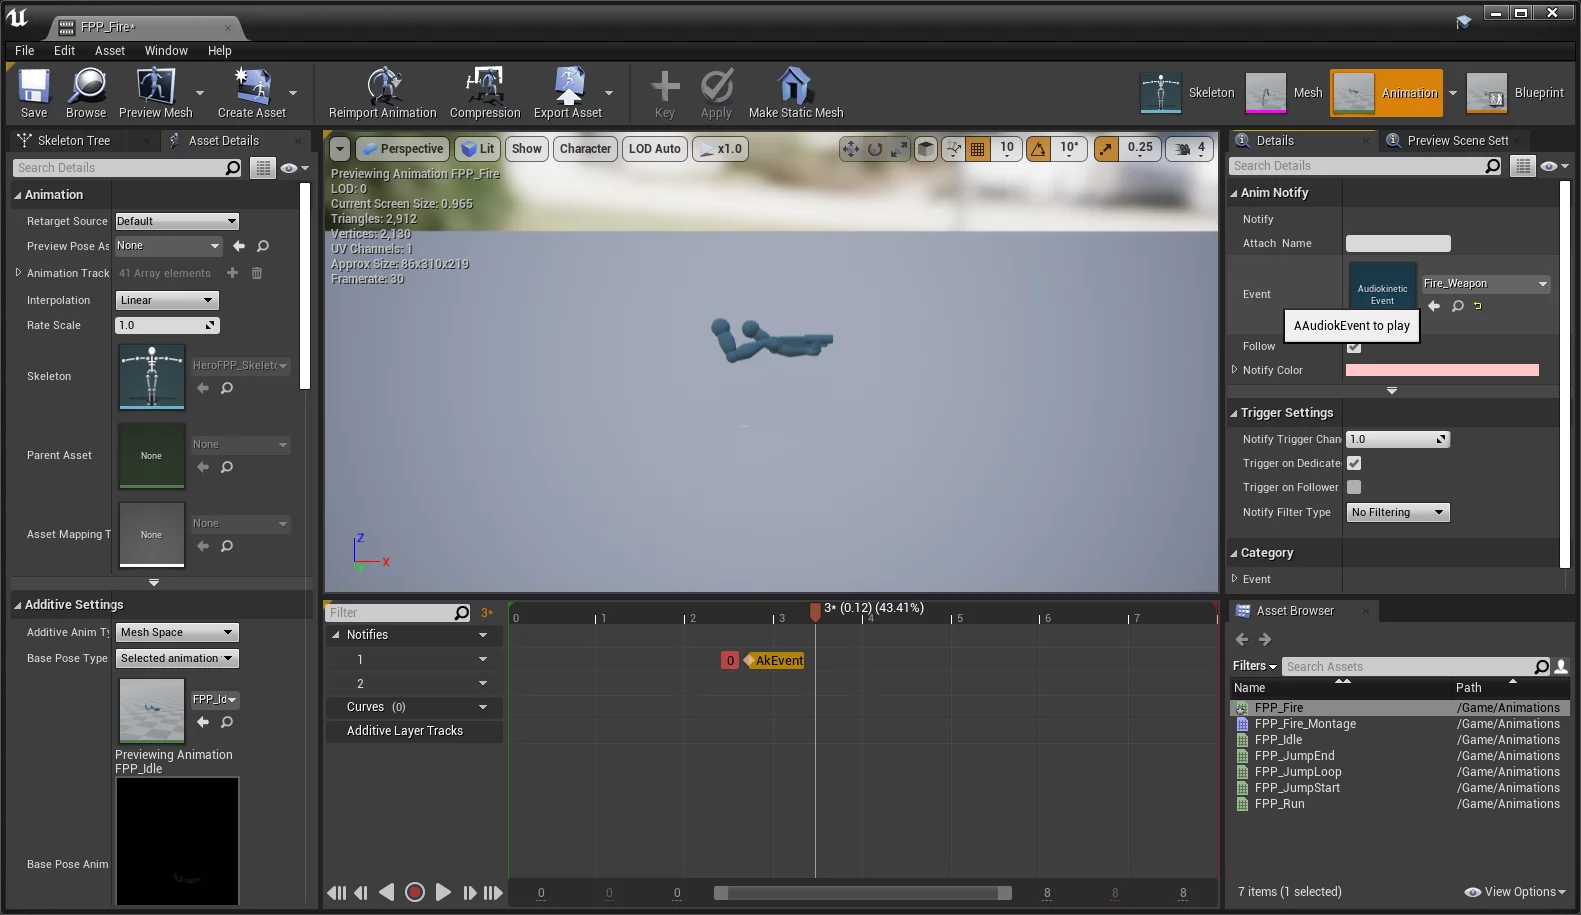 FPP_Fire*
File Edit Asset Window Help
Save Browse Preview Mesh Create Asset Reimport Animation Compression Export Asset Key Apply Make Static Mesh Skeleton Mesh Animation Blueprint
Skeleton Tree
Asset Details
Search Details
Animation
Retarget Source Default
Preview Pose As None
Animation Track 41 Array elements
Interpolation Linear
Rate Scale 1.0
Skeleton HeroFPP_Skelet
Parent Asset None None
Asset Mapping T None None
Additive Settings
Additive Anim Ty Mesh Space
Base Pose Type Selected animation
FPP_Id
Previewing Animation
FPP_Idle
Base Pose Anim
Perspective Lit Show Character LOD Auto x1.0 10 10° 0.25 4
Previewing Animation FPP_Fire
LOD: 0
Current Screen Size: 0.965
Triangles: 2,912
Vertices: 2,130
UV Channels: 1
Approx Size: 86x310x219
Framerate: 30
Z
X
Y
Filter 3*
3* (0.12) (43.41%)
0 1 2 3 4 5 6 7
Notifies
1
0 AkEvent
2
Curves (0)
Additive Layer Tracks
0 0 0 8 8 8
Details
Preview Scene Sett
Search Details
Anim Notify
Notify
Attach Name
Event
Audiokinetic
Event
Fire_Weapon
AAudiokEvent to play
Follow
Notify Color
Trigger Settings
Notify Trigger Chan 1.0
Trigger on Dedicate
Trigger on Follower
Notify Filter Type No Filtering
Category
Event
Asset Browser
Filters Search Assets
Name Path
FPP_Fire /Game/Animations
FPP_Fire_Montage /Game/Animations
FPP_Idle /Game/Animations
FPP_JumpEnd /Game/Animations
FPP_JumpLoop /Game/Animations
FPP_JumpStart /Game/Animations
FPP_Run /Game/Animations
7 items (1 selected) View Options